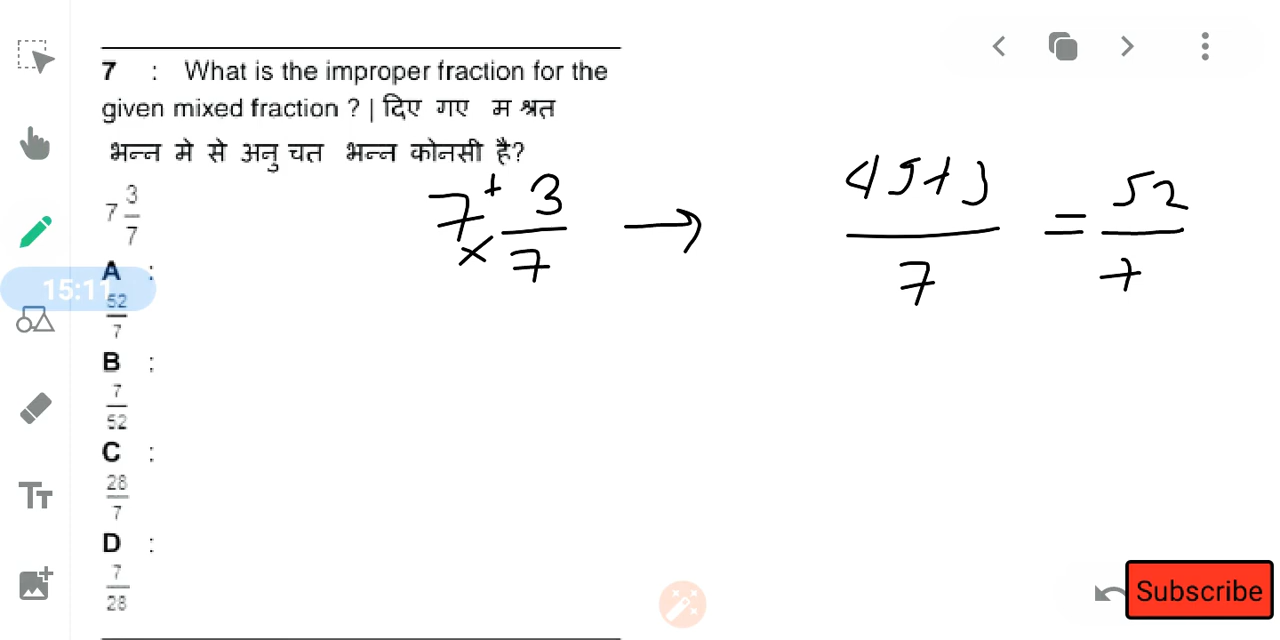 7 : What is the improper fraction for the
given mixed fraction ? | दिए गए म श्रत
भन्न मे से अनु चत भन्न कोनसी है?
7 3/7
7 + 3 / × 7 → 45+3 / 7 = 52 / 7
A :
15:11
52/7
B :
7/52
C :
28/7
D :
7/28
TT
Subscribe